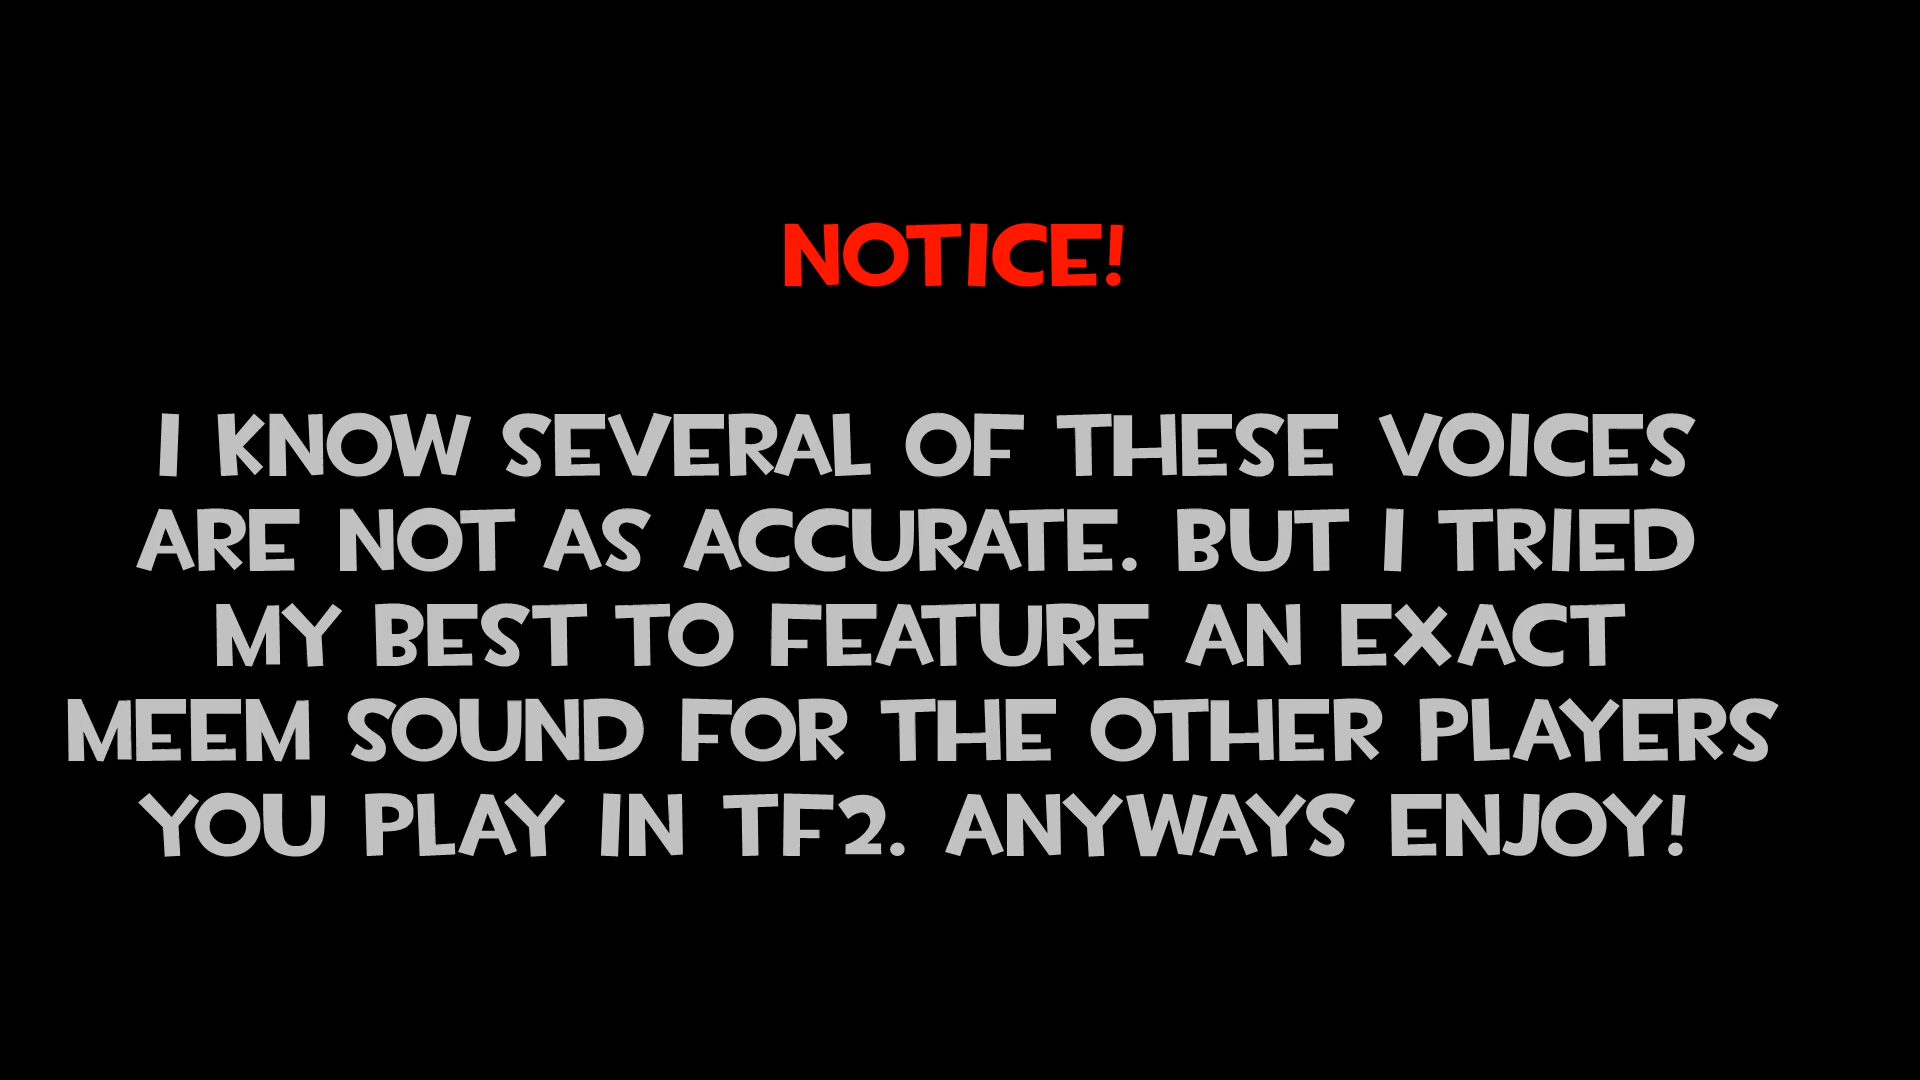 NOTICE!
I KNOW SEVERAL OF THESE VOICES
ARE NOT AS ACCURATE. BUT I TRIED
MY BEST TO FEATURE AN EXACT
MEEM SOUND FOR THE OTHER PLAYERS
YOU PLAY IN TF2. ANYWAYS ENJOY!